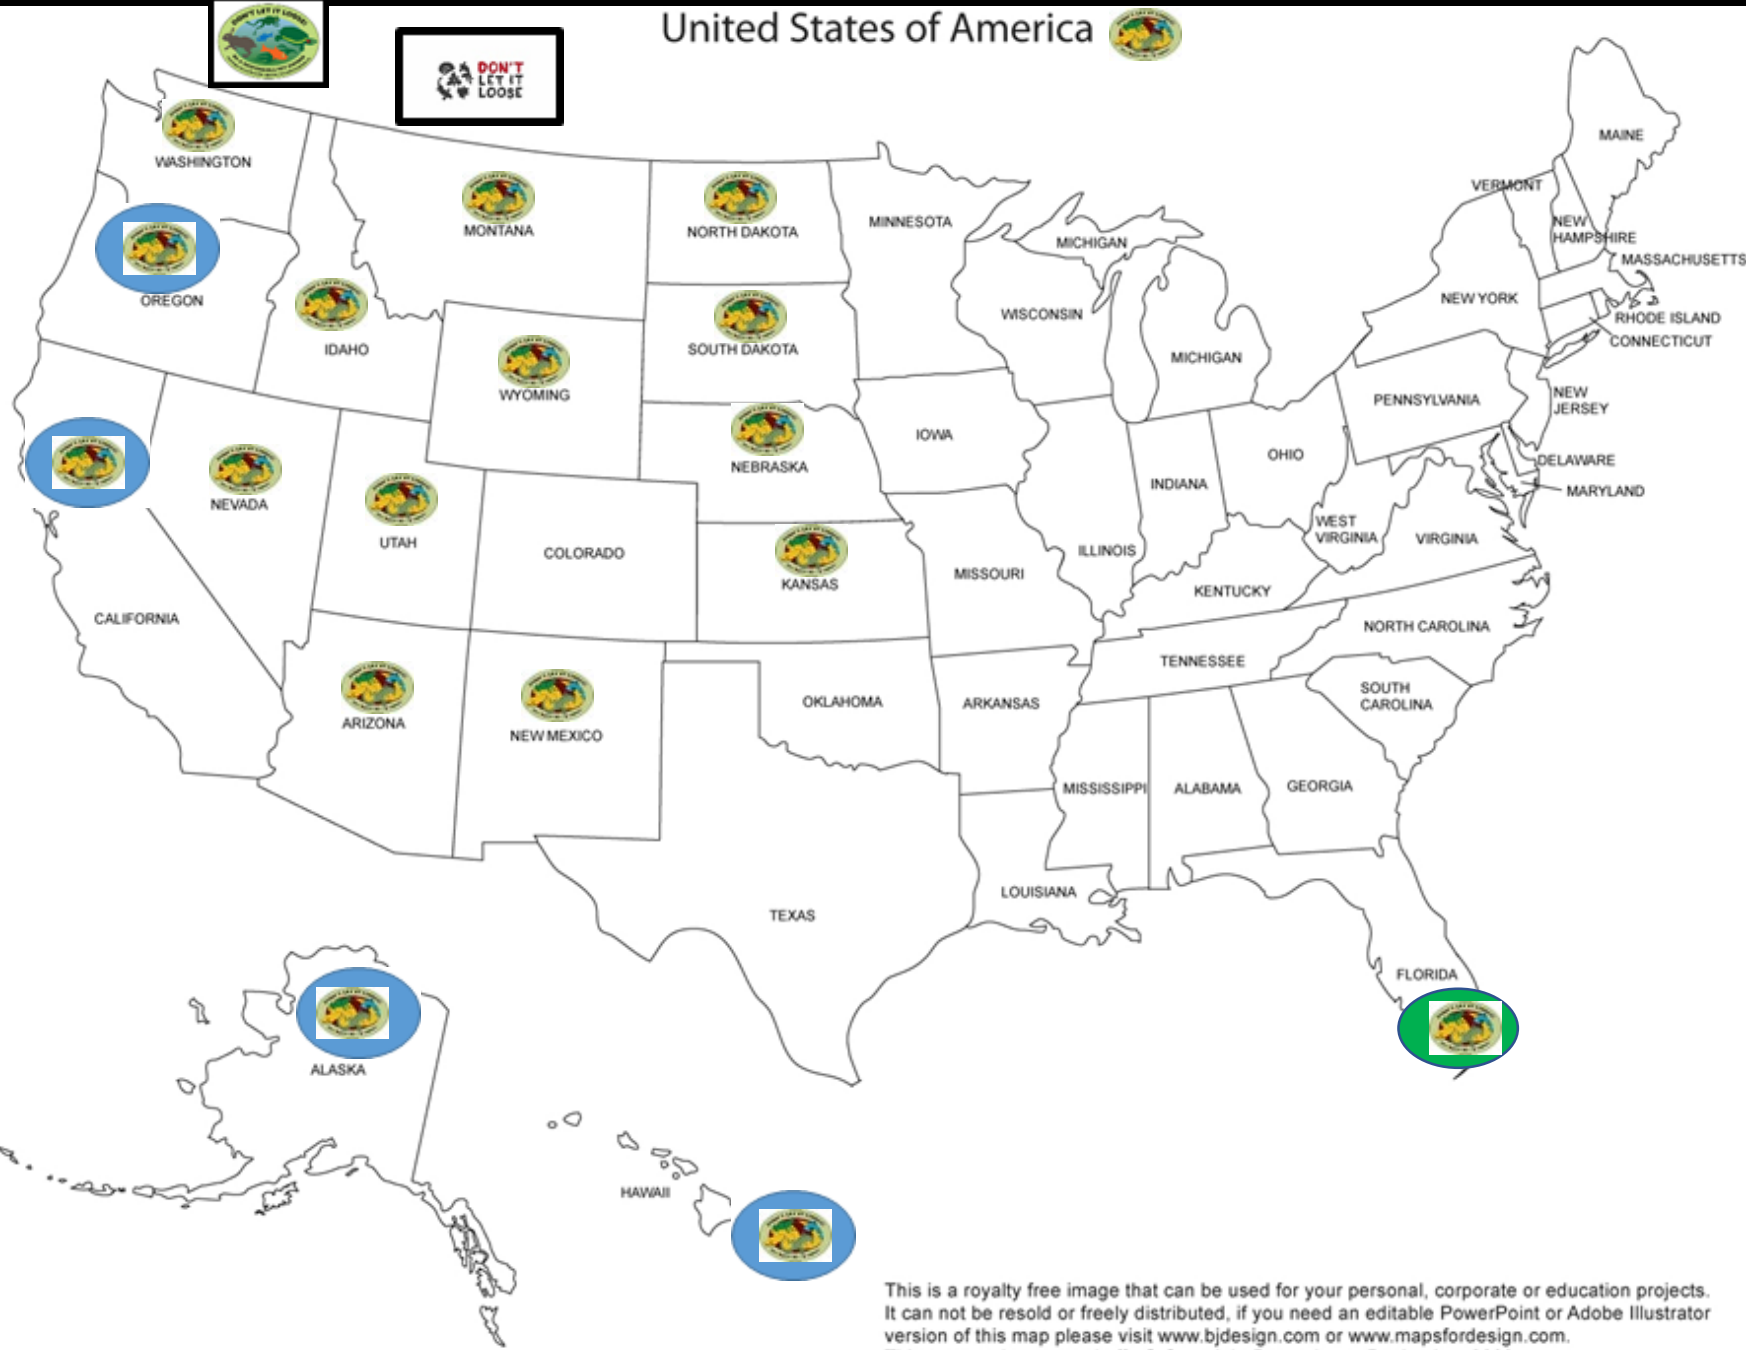 United States of America
DON'T LET IT LOOSE!
DON'T
LET IT
LOOSE
WASHINGTON
MONTANA
NORTH DAKOTA
MINNESOTA
MICHIGAN
MAINE
VERMONT
NEW
HAMPSHIRE
MASSACHUSETTS
OREGON
IDAHO
WYOMING
SOUTH DAKOTA
WISCONSIN
MICHIGAN
NEW YORK
RHODE ISLAND
CONNECTICUT
NEBRASKA
IOWA
PENNSYLVANIA
NEW
JERSEY
NEVADA
UTAH
COLORADO
KANSAS
MISSOURI
ILLINOIS
INDIANA
OHIO
WEST
VIRGINIA
VIRGINIA
DELAWARE
MARYLAND
CALIFORNIA
KENTUCKY
NORTH CAROLINA
TENNESSEE
SOUTH
CAROLINA
ARIZONA
NEW MEXICO
OKLAHOMA
ARKANSAS
MISSISSIPPI
ALABAMA
GEORGIA
TEXAS
LOUISIANA
FLORIDA
ALASKA
HAWAII
This is a royalty free image that can be used for your personal, corporate or education projects.
It can not be resold or freely distributed, if you need an editable PowerPoint or Adobe Illustrator
version of this map please visit www.bjdesign.com or www.mapsfordesign.com.